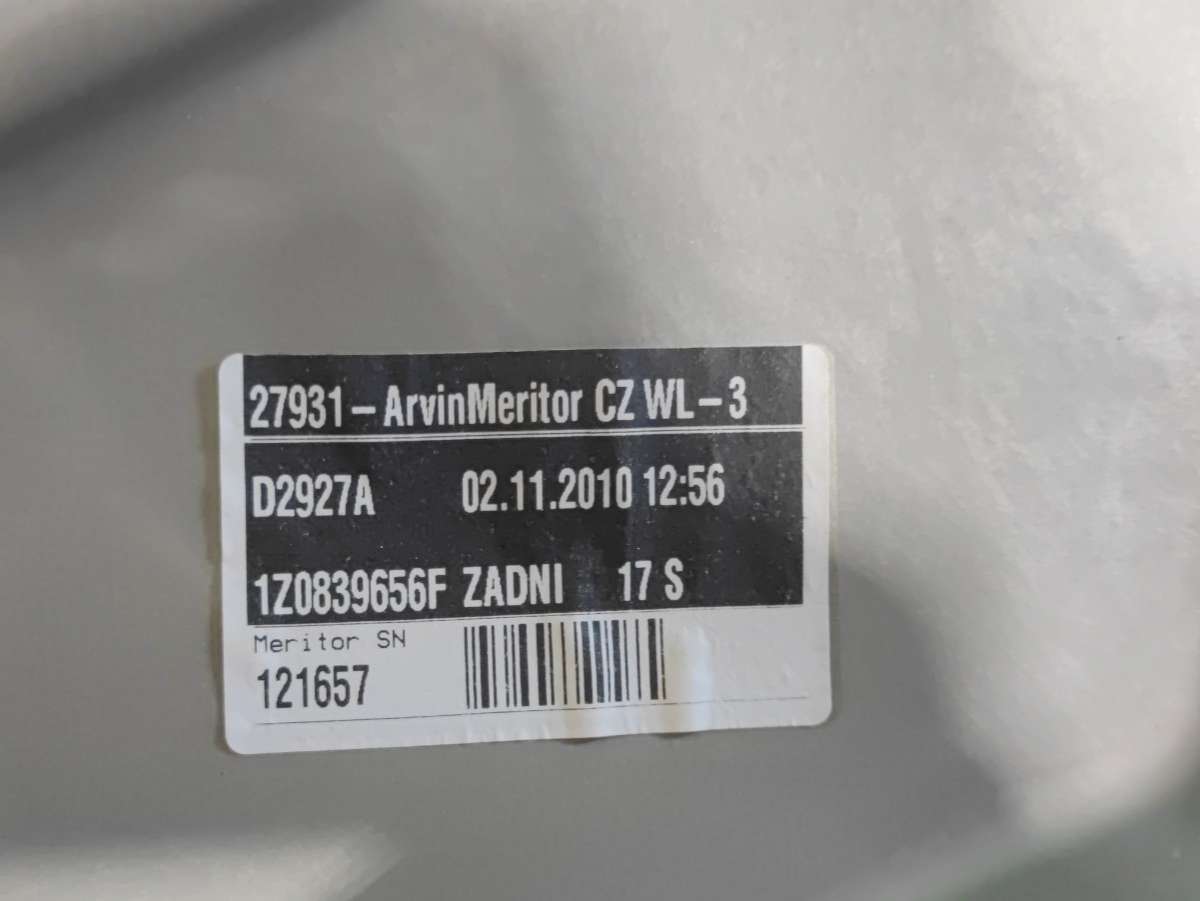 27931 – ArvinMeritor CZ WL – 3
D2927A 02.11.2010 12:56
1Z0839656F ZADNI 17 S
Meritor SN
121657